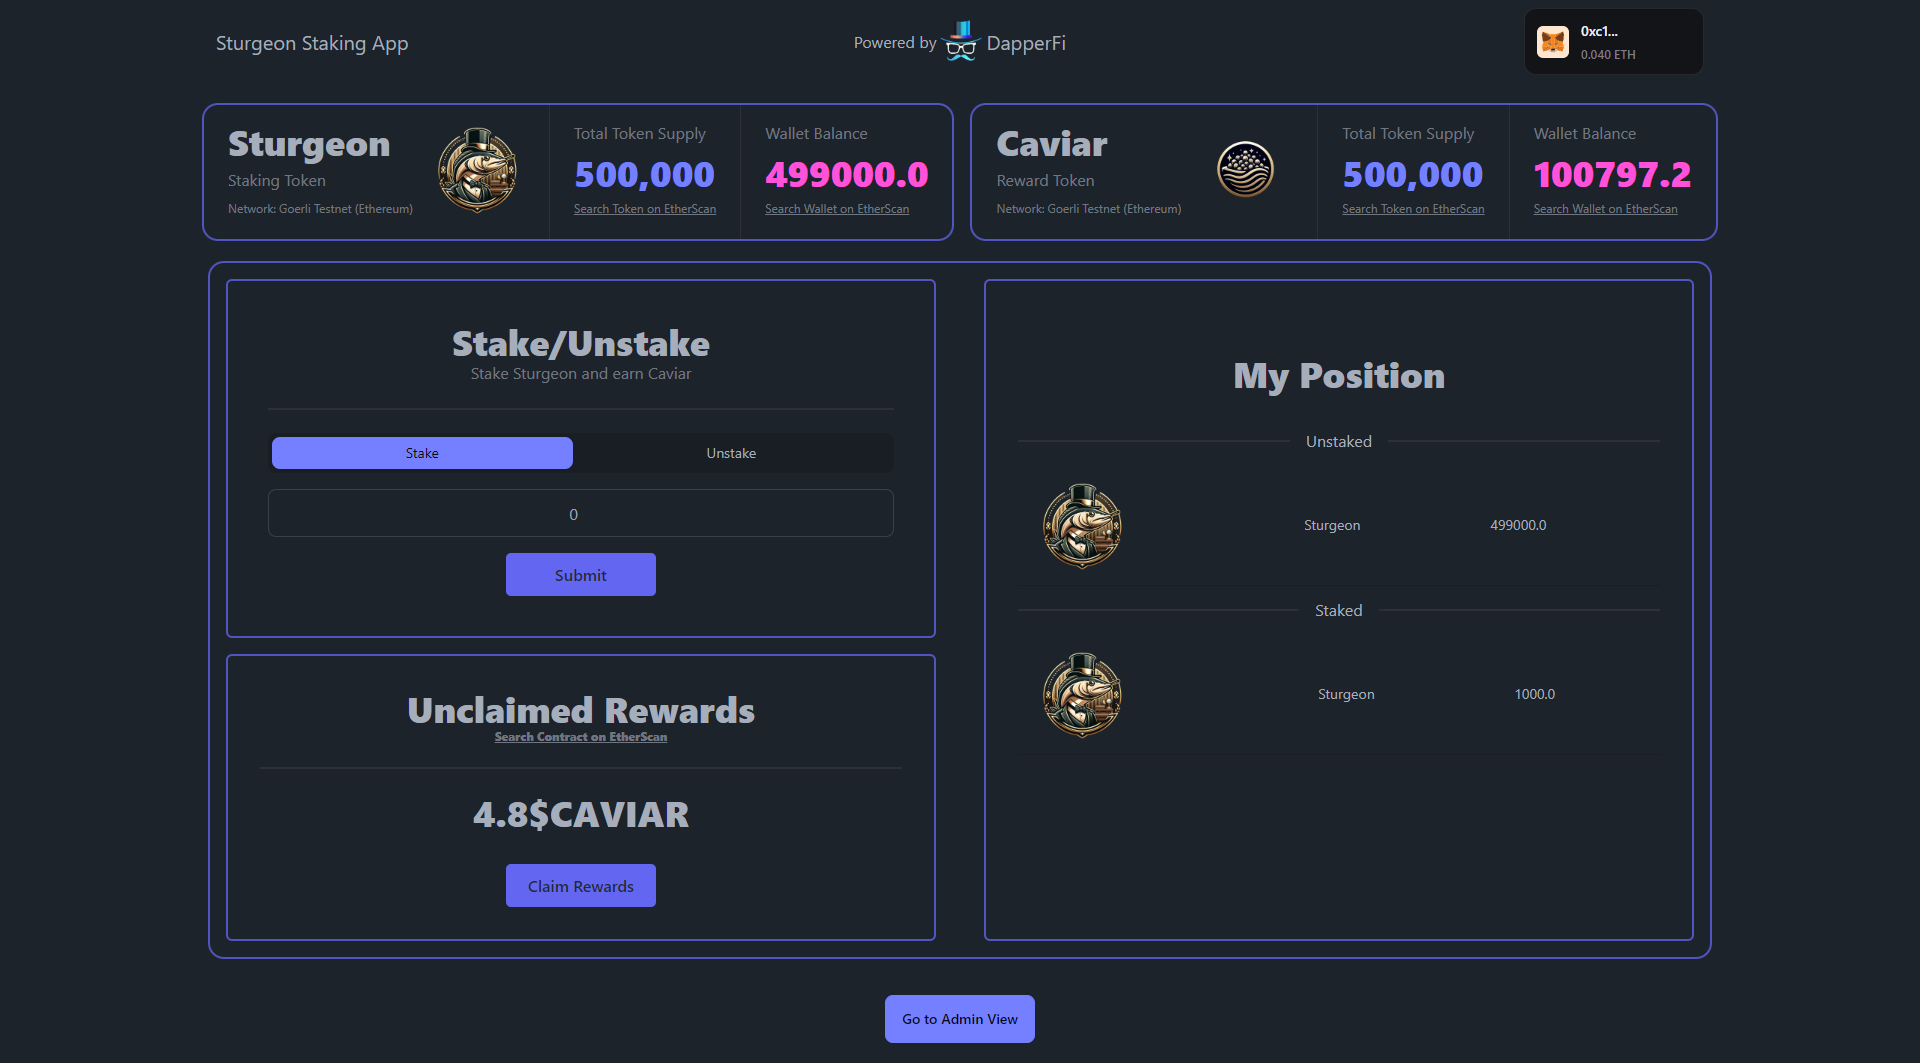 Sturgeon Staking App
Powered by DapperFi
0xc1...
0.040 ETH
Sturgeon
Staking Token
Network: Goerli Testnet (Ethereum)
Total Token Supply
500,000
Search Token on EtherScan
Wallet Balance
499000.0
Search Wallet on EtherScan
Caviar
Reward Token
Network: Goerli Testnet (Ethereum)
Total Token Supply
500,000
Search Token on EtherScan
Wallet Balance
100797.2
Search Wallet on EtherScan
Stake/Unstake
Stake Sturgeon and earn Caviar
Stake Unstake
0
Submit
Unclaimed Rewards
Search Contract on EtherScan
4.8$CAVIAR
Claim Rewards
My Position
Unstaked
Sturgeon 499000.0
Staked
Sturgeon 1000.0
Go to Admin View